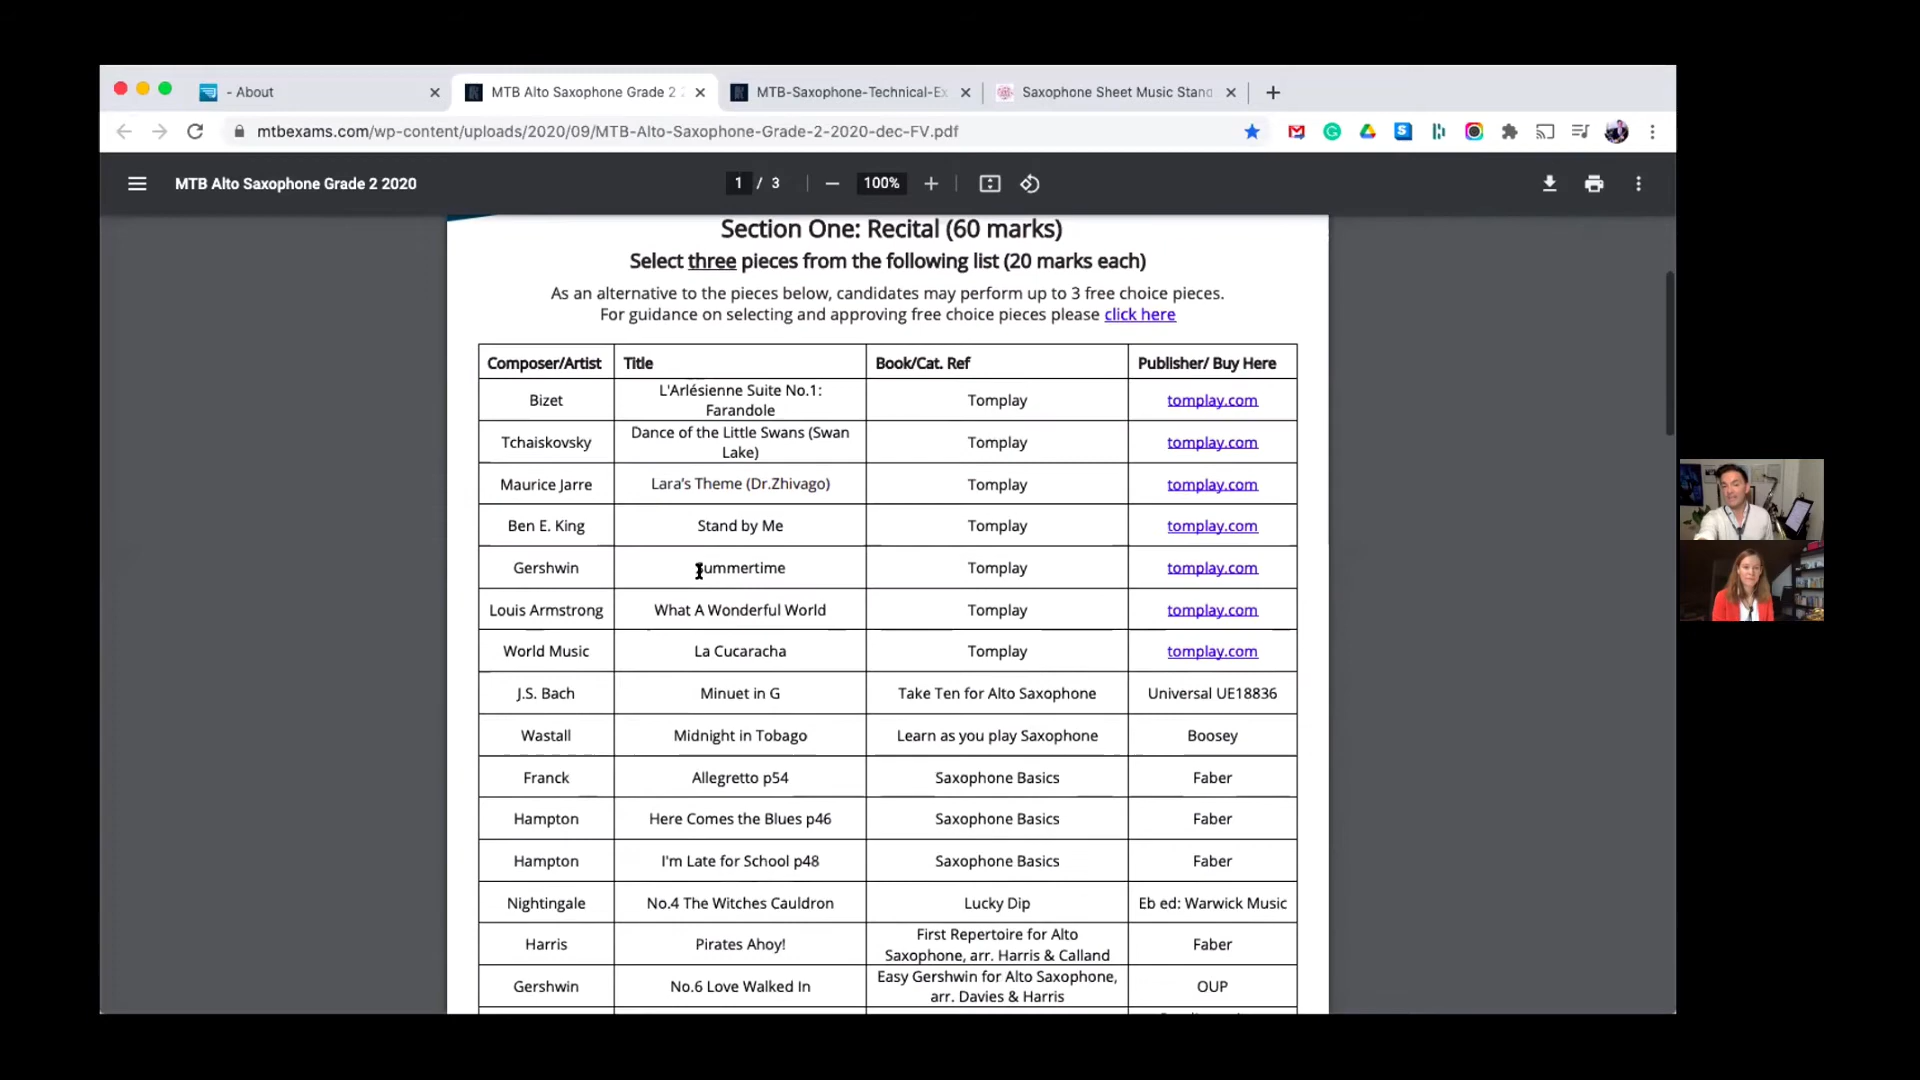 - About
MTB Alto Saxophone Grade 2
MTB-Saxophone-Technical-Ex
Saxophone Sheet Music Stand
mtbexams.com/wp-content/uploads/2020/09/MTB-Alto-Saxophone-Grade-2-2020-dec-FV.pdf
MTB Alto Saxophone Grade 2 2020
1 / 3
100%
Section One: Recital (60 marks)
Select three pieces from the following list (20 marks each)
As an alternative to the pieces below, candidates may perform up to 3 free choice pieces.
For guidance on selecting and approving free choice pieces please click here
Composer/Artist Title Book/Cat. Ref Publisher/ Buy Here
Bizet L'Arlésienne Suite No.1: Farandole Tomplay tomplay.com
Tchaiskovsky Dance of the Little Swans (Swan Lake) Tomplay tomplay.com
Maurice Jarre Lara's Theme (Dr.Zhivago) Tomplay tomplay.com
Ben E. King Stand by Me Tomplay tomplay.com
Gershwin Summertime Tomplay tomplay.com
Louis Armstrong What A Wonderful World Tomplay tomplay.com
World Music La Cucaracha Tomplay tomplay.com
J.S. Bach Minuet in G Take Ten for Alto Saxophone Universal UE18836
Wastall Midnight in Tobago Learn as you play Saxophone Boosey
Franck Allegretto p54 Saxophone Basics Faber
Hampton Here Comes the Blues p46 Saxophone Basics Faber
Hampton I'm Late for School p48 Saxophone Basics Faber
Nightingale No.4 The Witches Cauldron Lucky Dip Eb ed: Warwick Music
Harris Pirates Ahoy! First Repertoire for Alto Saxophone, arr. Harris & Calland Faber
Gershwin No.6 Love Walked In Easy Gershwin for Alto Saxophone, arr. Davies & Harris OUP